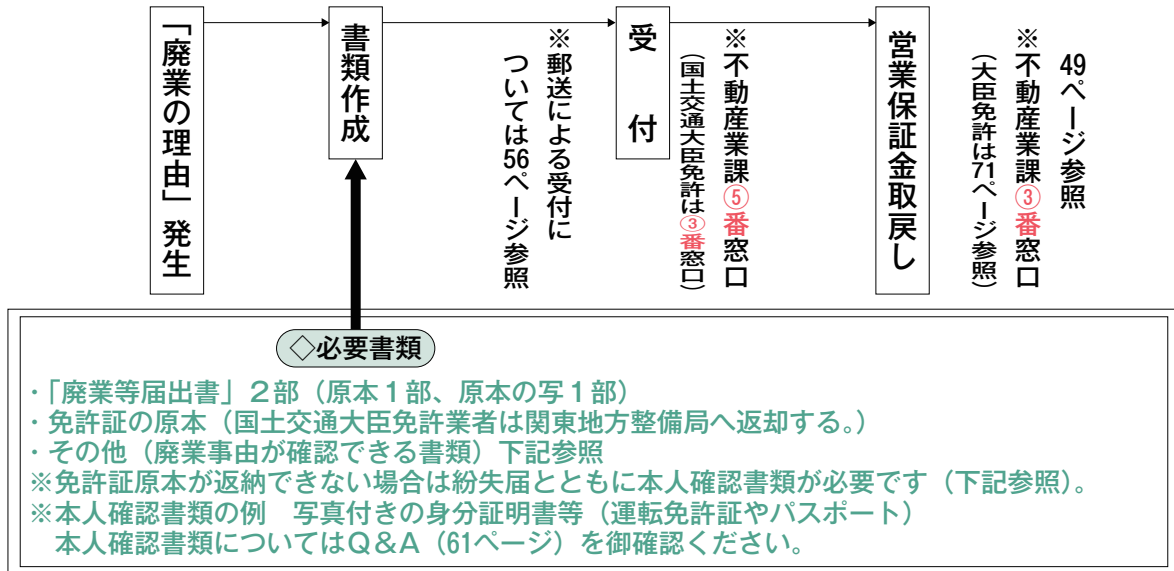 「廃業の理由」発生
書類作成
※郵送による受付に
ついては56ページ参照
受　付
※不動産業課⑤番窓口
（国土交通大臣免許は③番窓口）
営業保証金取戻し
49ページ参照
※不動産業課③番窓口
（大臣免許は71ページ参照）
◇必要書類
・「廃業等届出書」２部（原本１部、原本の写１部）
・免許証の原本（国土交通大臣免許業者は関東地方整備局へ返却する。）
・その他（廃業事由が確認できる書類）下記参照
※免許証原本が返納できない場合は紛失届とともに本人確認書類が必要です（下記参照）。
※本人確認書類の例　写真付きの身分証明書等（運転免許証やパスポート）
本人確認書類についてはＱ＆Ａ（61ページ）を御確認ください。